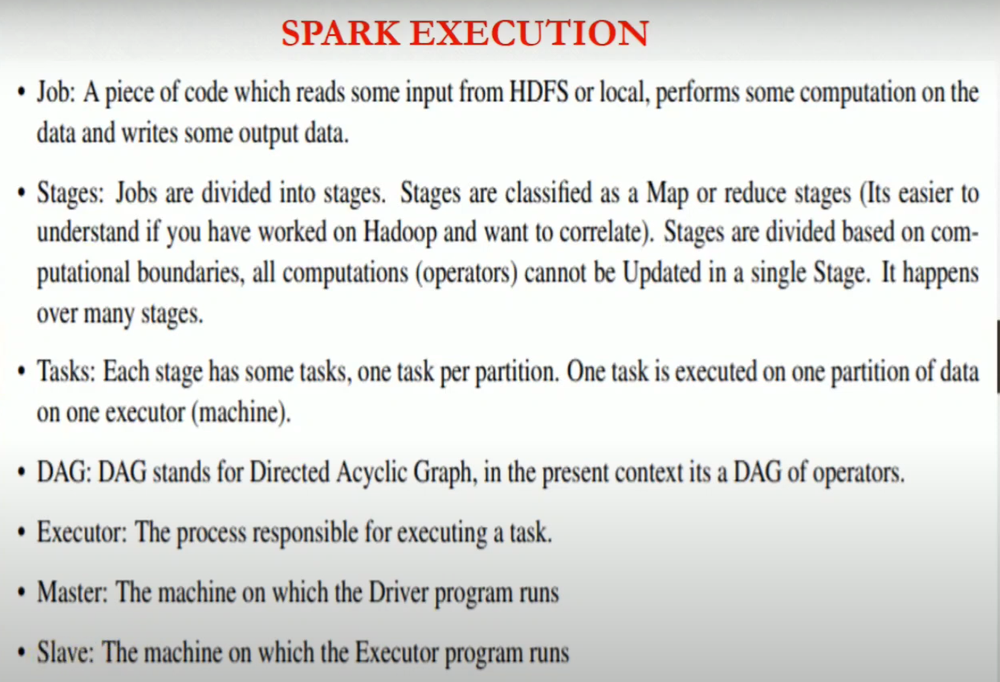 SPARK EXECUTION
• Job: A piece of code which reads some input from HDFS or local, performs some computation on the
data and writes some output data.
• Stages: Jobs are divided into stages. Stages are classified as a Map or reduce stages (Its easier to
understand if you have worked on Hadoop and want to correlate). Stages are divided based on com-
putational boundaries, all computations (operators) cannot be Updated in a single Stage. It happens
over many stages.
• Tasks: Each stage has some tasks, one task per partition. One task is executed on one partition of data
on one executor (machine).
• DAG: DAG stands for Directed Acyclic Graph, in the present context its a DAG of operators.
• Executor: The process responsible for executing a task.
• Master: The machine on which the Driver program runs
• Slave: The machine on which the Executor program runs